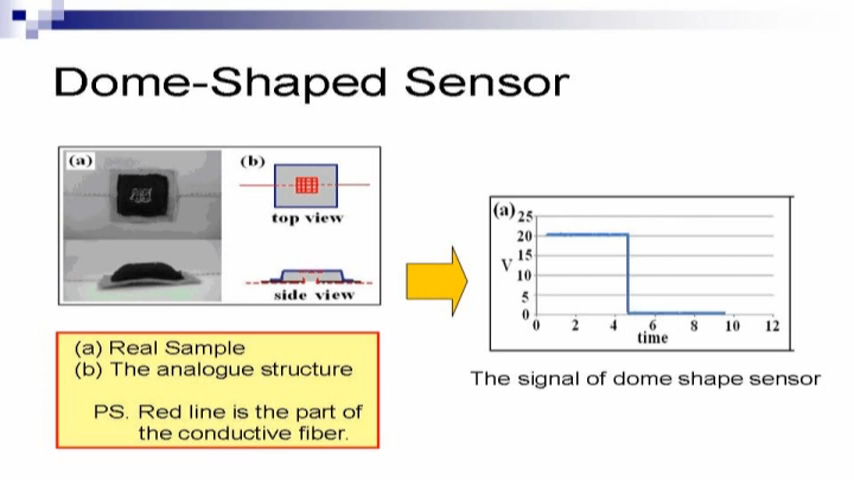 Dome-Shaped Sensor
(a)
(b)
top view
side view
(a) Real Sample
(b) The analogue structure
PS. Red line is the part of
the conductive fiber.
(a)
25
20
15
V
10
5
0
0 2 4 6 8 10 12
time
The signal of dome shape sensor